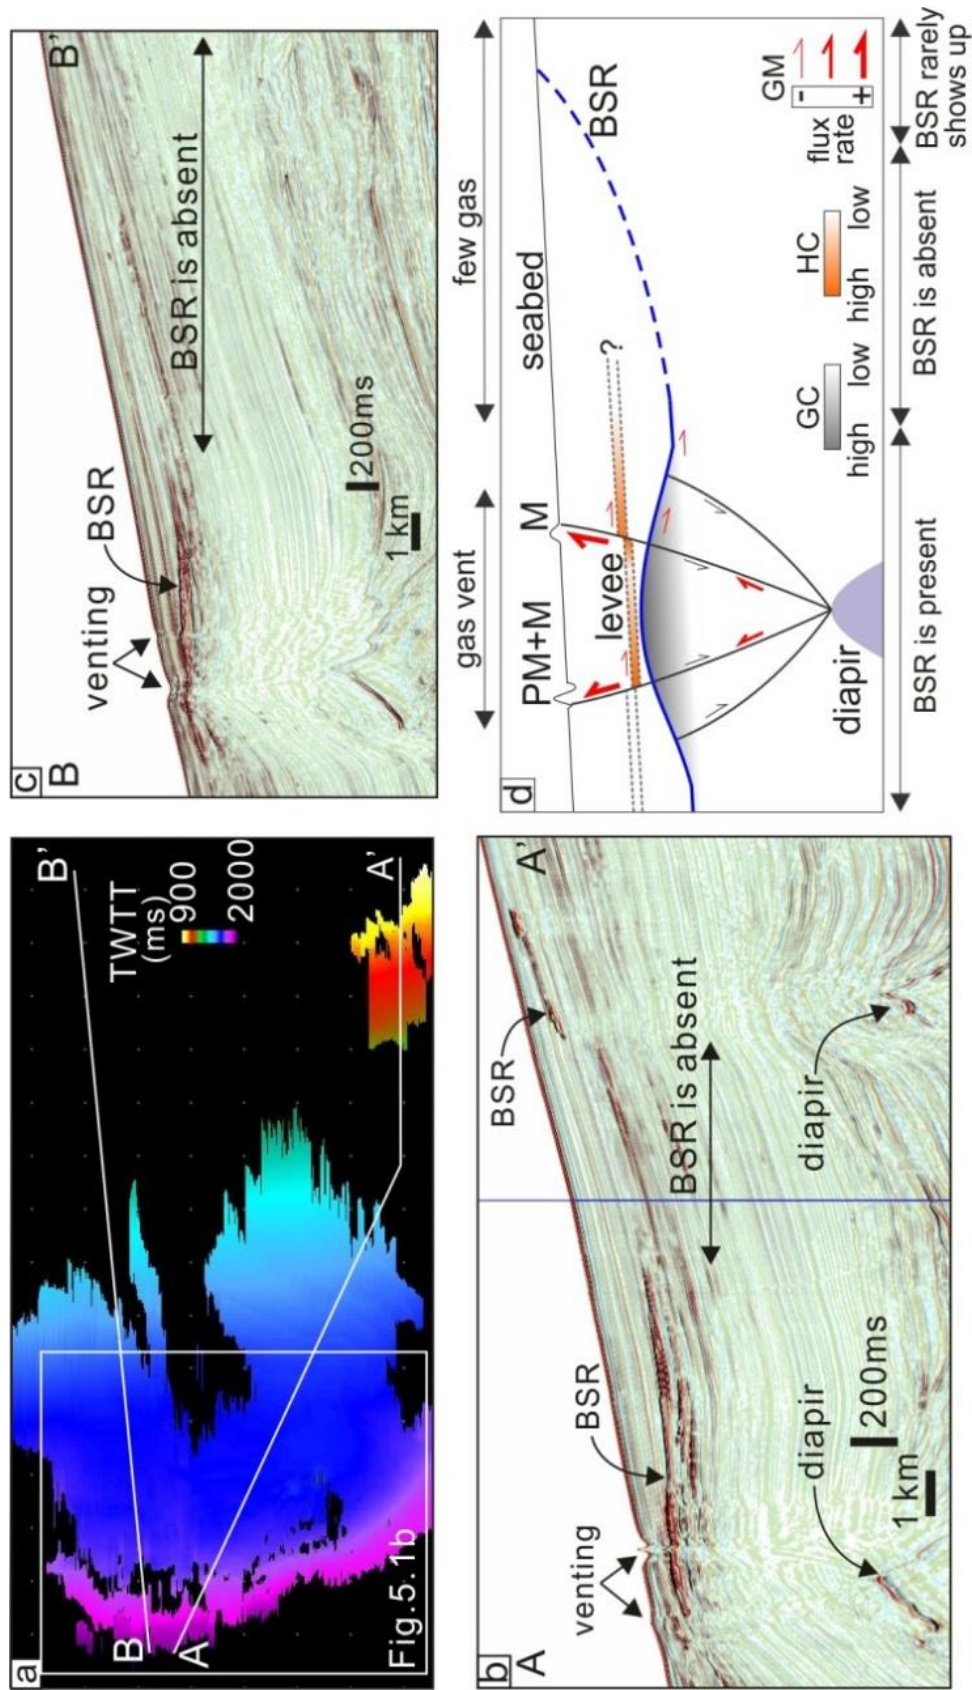 a
B
A
B'
A'
TWTT
(ms)
900
2000
Fig.5.1b
b
A
A'
venting
BSR
BSR
BSR is absent
diapir
diapir
200ms
1 km
c
B
B'
venting
BSR
BSR is absent
200ms
1 km
d
gas vent
few gas
PM+M
M
seabed
levee
?
BSR
diapir
GC
high
low
HC
high
low
GM
flux
rate
-
+
BSR is present
BSR is absent
BSR rarely
shows up